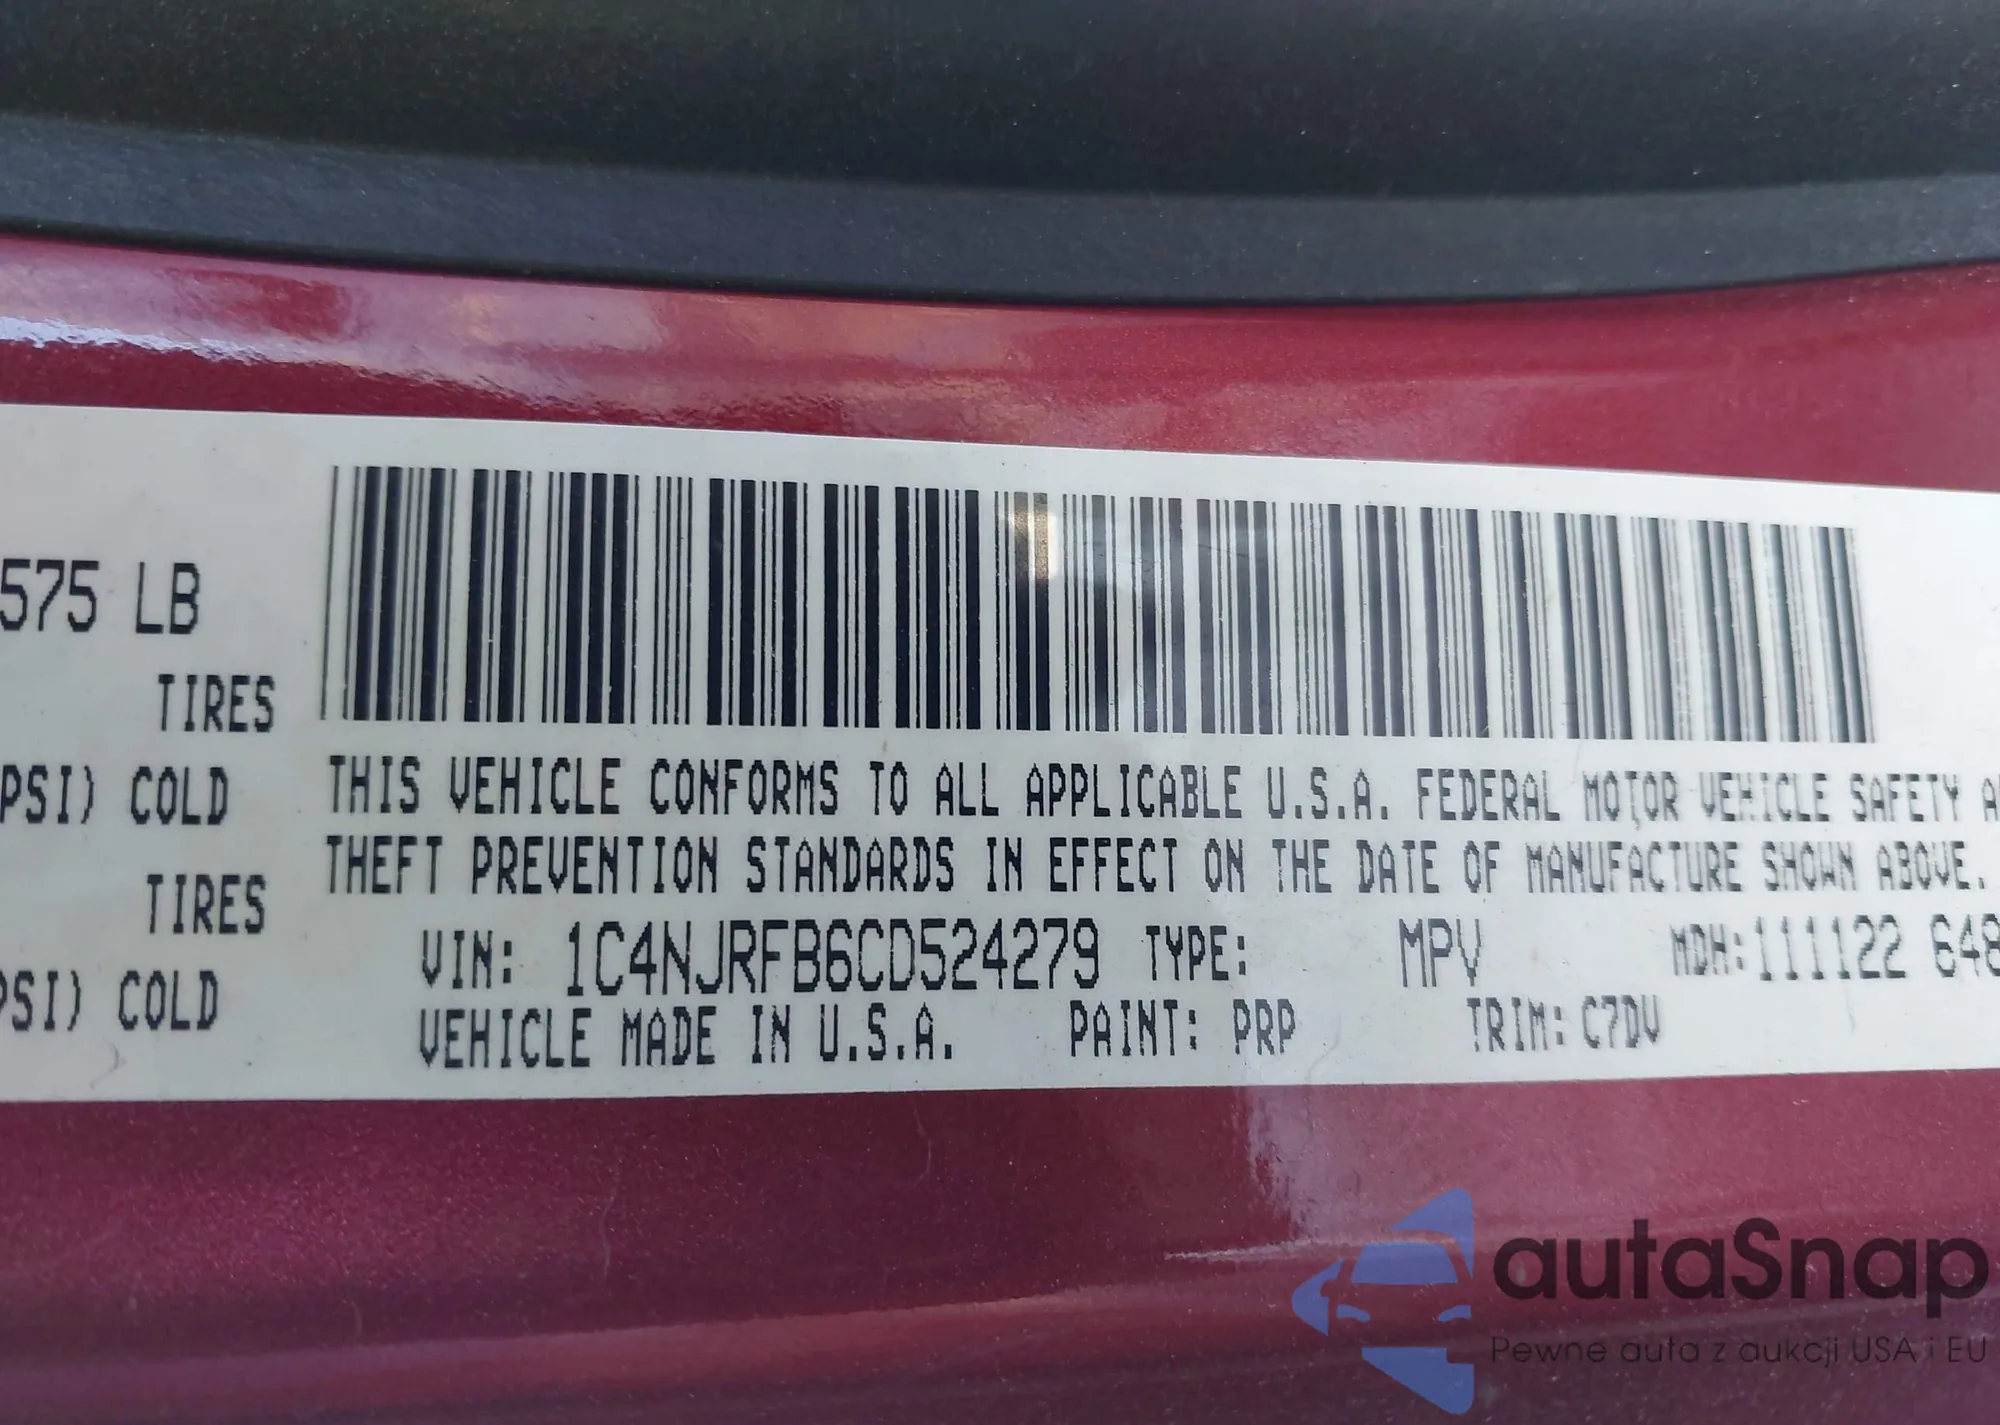 575 LB
TIRES
PSI) COLD
TIRES
PSI) COLD
THIS VEHICLE CONFORMS TO ALL APPLICABLE U.S.A. FEDERAL MOTOR VEHICLE SAFETY A
THEFT PREVENTION STANDARDS IN EFFECT ON THE DATE OF MANUFACTURE SHOWN ABOVE.
VIN: 1C4NJRFB6CD524279 TYPE: MPV MDH:111122 648
VEHICLE MADE IN U.S.A. PAINT: PRP TRIM: C7DV
autaSnap
Pewne auta z aukcji USA i EU